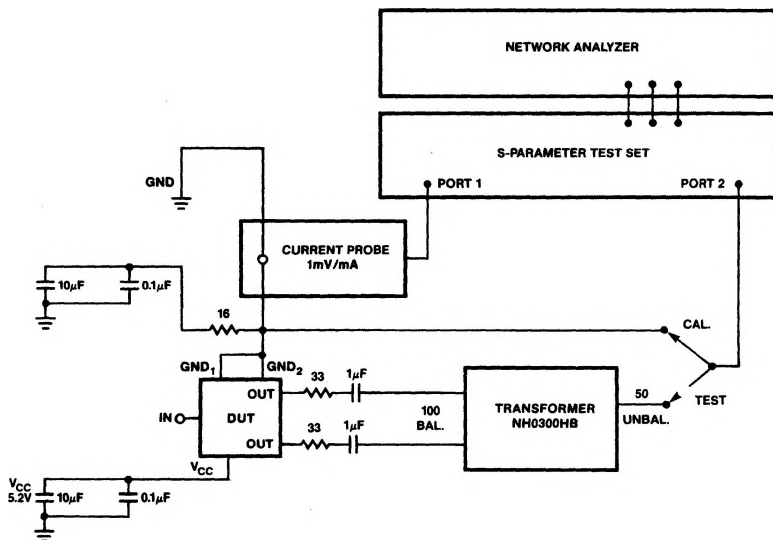 NETWORK ANALYZER
S-PARAMETER TEST SET
PORT 1
PORT 2
GND
CURRENT PROBE
1mV/mA
10μF
0.1μF
16
CAL.
GND1
GND2
33
1μF
OUT
IN
DUT
OUT
33
1μF
100
BAL.
TRANSFORMER
NH0300HB
50
UNBAL.
TEST
VCC
VCC
5.2V
10μF
0.1μF